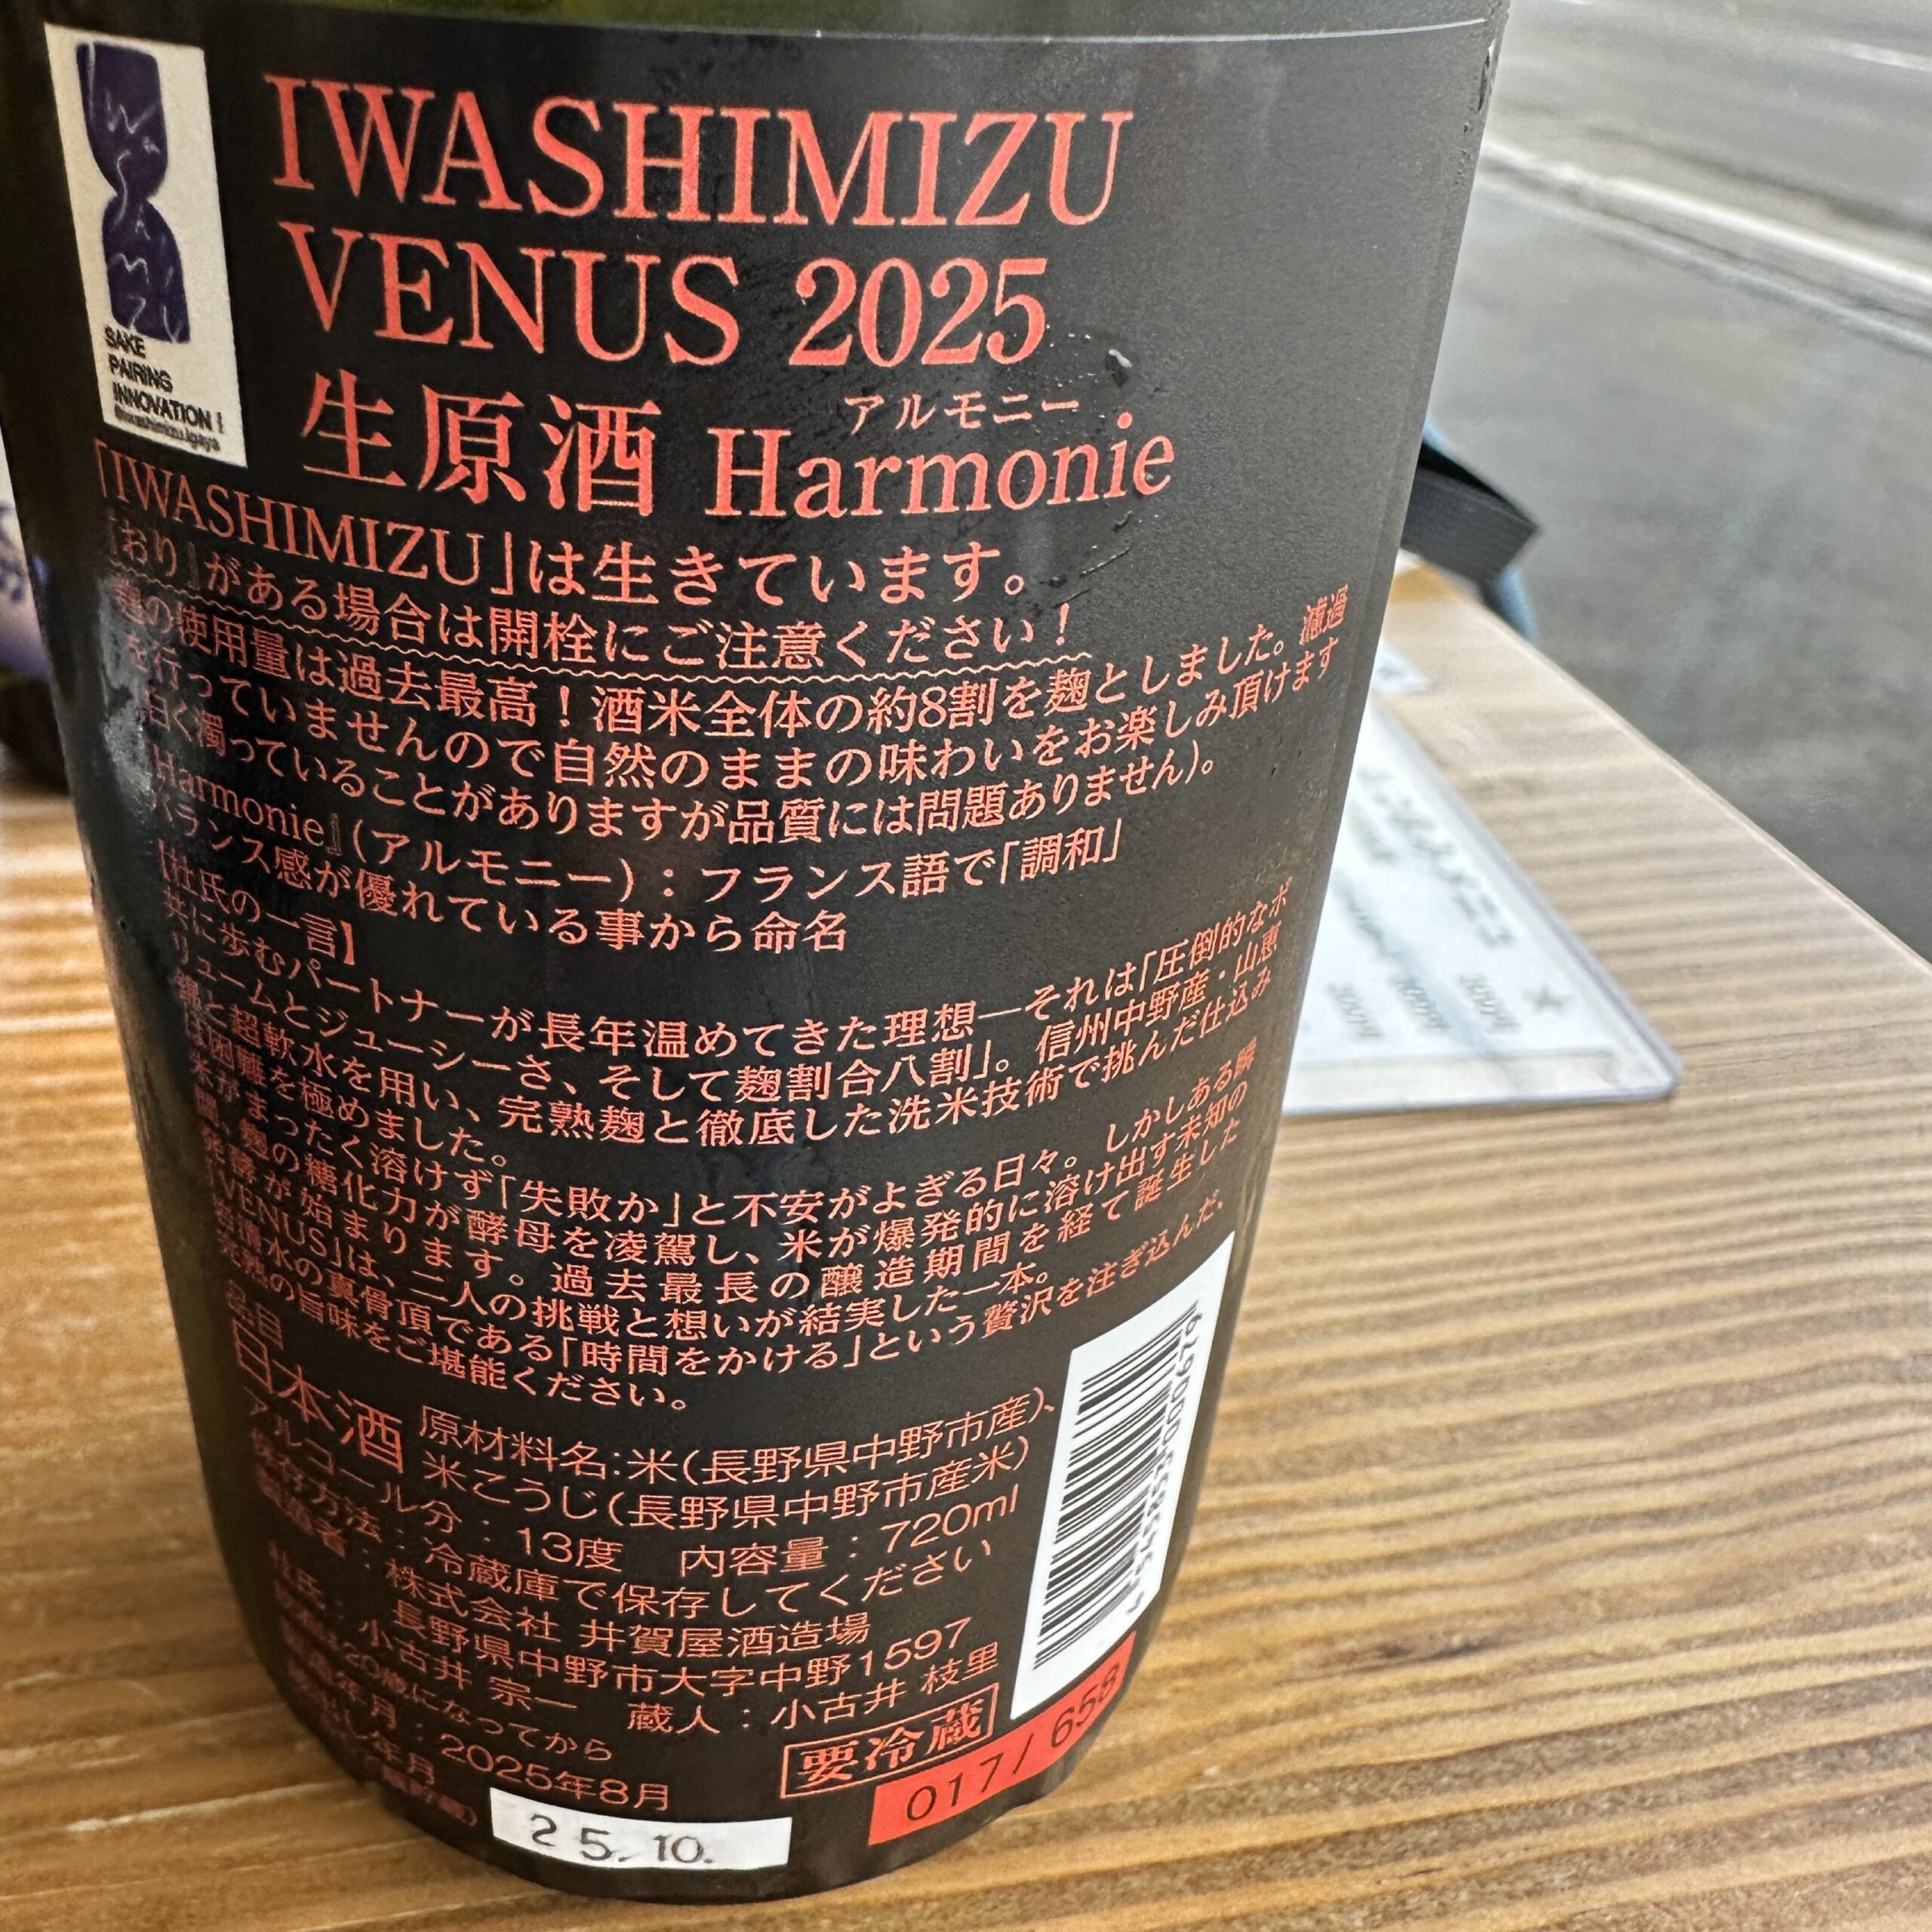 SAKE
PAIRING
INNOVATION !
IWASHIMIZU
VENUS 2025
アルモニー
生原酒 Harmonie
「IWASHIMIZU」は生きています。
「おり」がある場合は開栓にご注意ください!
麹の使用量は過去最高!酒米全体の約8割を麹としました。濾過
を行っていませんので自然のままの味わいをお楽しみ頂けます
白く濁っていることがありますが品質には問題ありません)。
Harmonie』(アルモニー):フランス語で「調和」
バランス感が優れている事から命名
【杜氏の一言】
共に歩むパートナーが長年温めてきた理想―それは「圧倒的なボ
リュームとジューシーさ、そして麹割合八割」。信州中野産・山恵
錦と超軟水を用い、完熟麹と徹底した洗米技術で挑んだ仕込み
は困難を極めました。
米がまったく溶けず「失敗か」と不安がよぎる日々。しかしある瞬
間、麹の糖化力が酵母を凌駕し、米が爆発的に溶け出す未知の
発酵が始まります。過去最長の醸造期間を経て誕生した
「VENUS」は、二人の挑戦と想いが結実した一本。
岩清水の真骨頂である「時間をかける」という贅沢を注ぎ込んだ、
完熟の旨味をご堪能ください。
品目
日本酒
原材料名:米(長野県中野市産)、
米こうじ(長野県中野市産米)
アルコール分:13度 内容量:720ml
保存方法:冷蔵庫で保存してください
製造者:株式会社 井賀屋酒造場
長野県中野市大字中野1597
杜氏:小古井 宗一 蔵人:小古井 枝里
20歳になってから
年月:2025年8月
要冷蔵
017/658
出し年月
25.10.